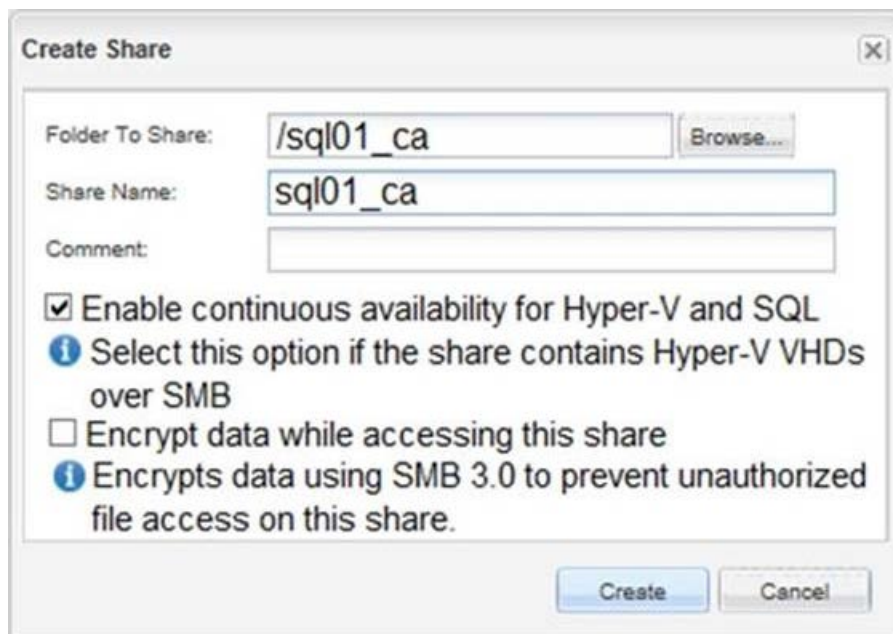 Create Share
Folder To Share: /sql01_ca Browse...
Share Name: sql01_ca
Comment:
Enable continuous availability for Hyper-V and SQL
Select this option if the share contains Hyper-V VHDs
over SMB
Encrypt data while accessing this share
Encrypts data using SMB 3.0 to prevent unauthorized
file access on this share.
Create Cancel